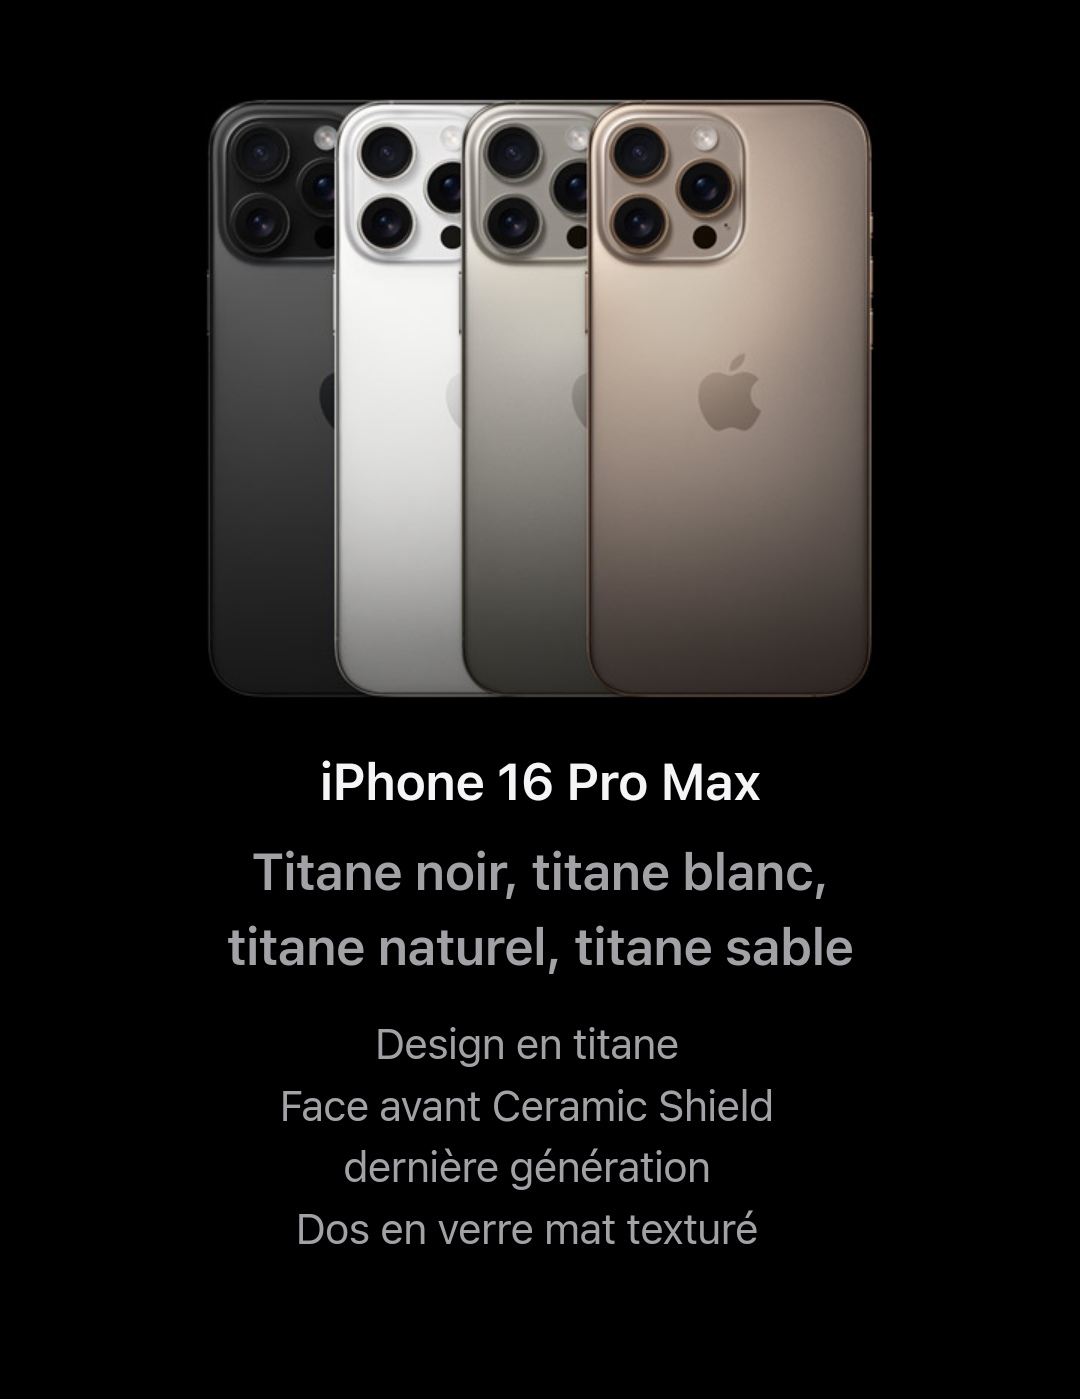 iPhone 16 Pro Max
Titane noir, titane blanc,
titane naturel, titane sable
Design en titane
Face avant Ceramic Shield
dernière génération
Dos en verre mat texturé